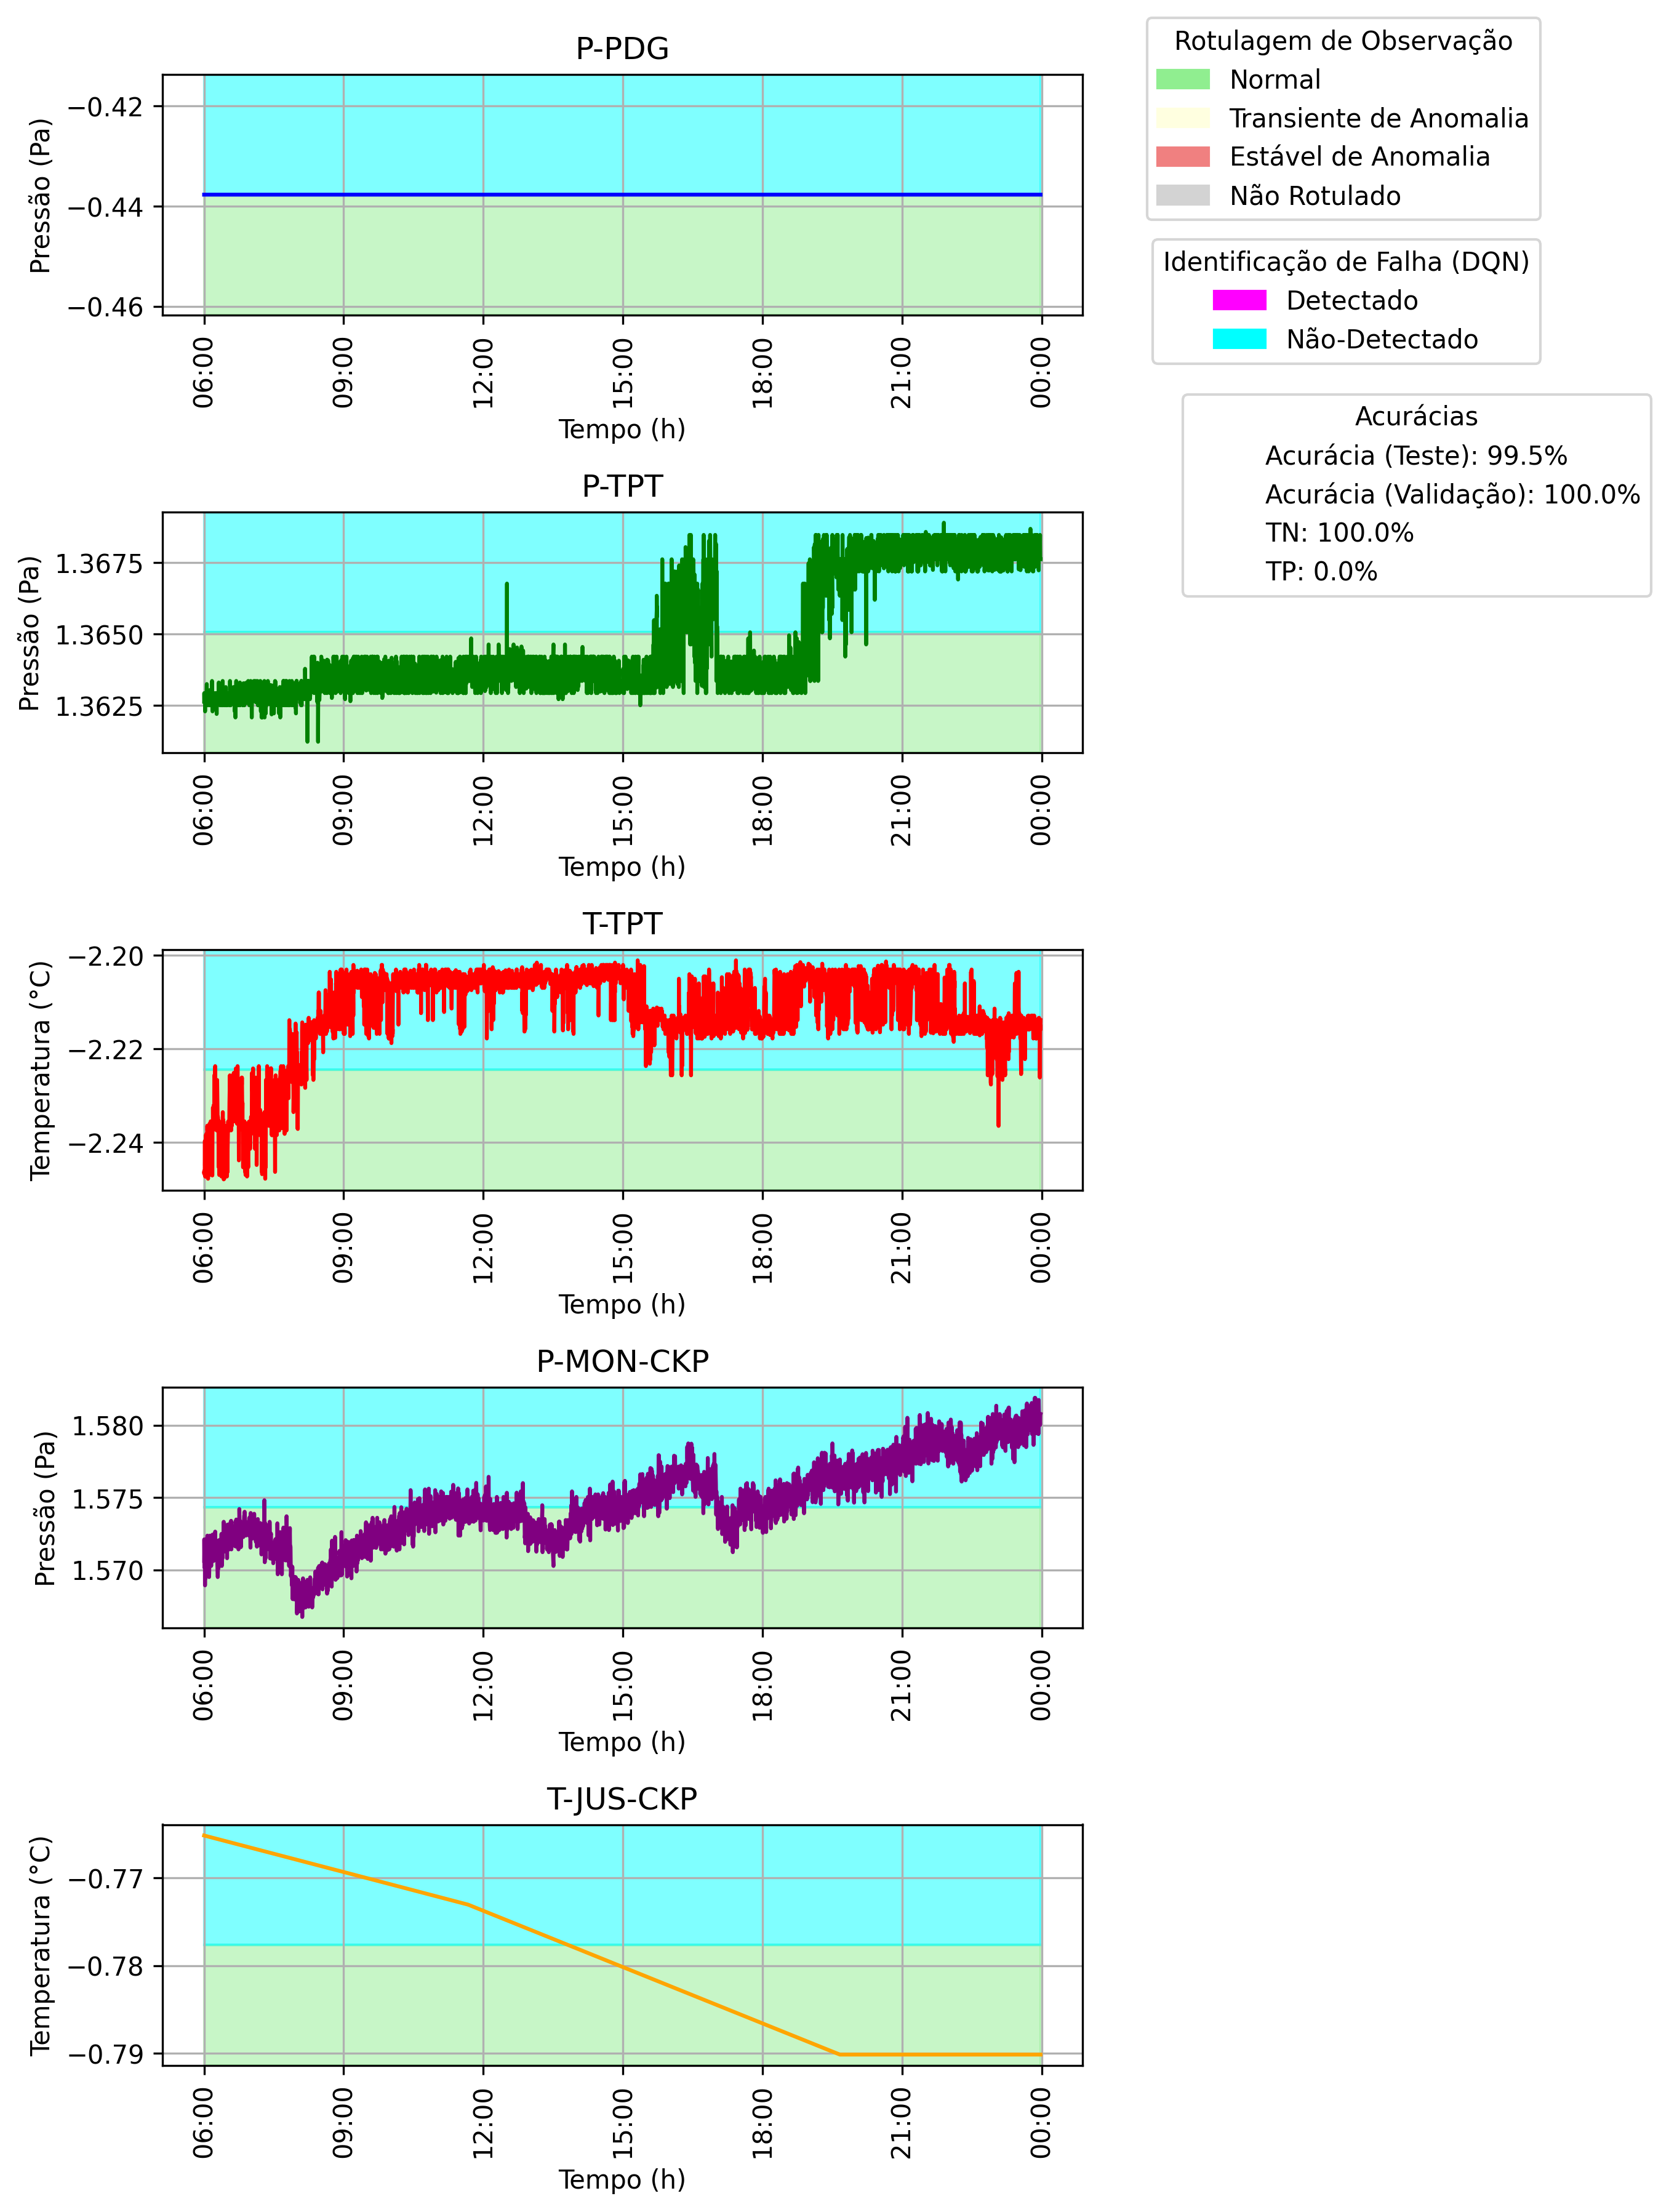 P-PDG
Pressão (Pa)
−0.42
−0.44
−0.46
06:00 09:00 12:00 15:00 18:00 21:00 00:00
Tempo (h)
Rotulagem de Observação
Normal
Transiente de Anomalia
Estável de Anomalia
Não Rotulado
Identificação de Falha (DQN)
Detectado
Não-Detectado
Acurácias
Acurácia (Teste): 99.5%
Acurácia (Validação): 100.0%
TN: 100.0%
TP: 0.0%
P-TPT
Pressão (Pa)
1.3675
1.3650
1.3625
06:00 09:00 12:00 15:00 18:00 21:00 00:00
Tempo (h)
T-TPT
Temperatura (°C)
−2.20
−2.22
−2.24
06:00 09:00 12:00 15:00 18:00 21:00 00:00
Tempo (h)
P-MON-CKP
Pressão (Pa)
1.580
1.575
1.570
06:00 09:00 12:00 15:00 18:00 21:00 00:00
Tempo (h)
T-JUS-CKP
Temperatura (°C)
−0.77
−0.78
−0.79
06:00 09:00 12:00 15:00 18:00 21:00 00:00
Tempo (h)